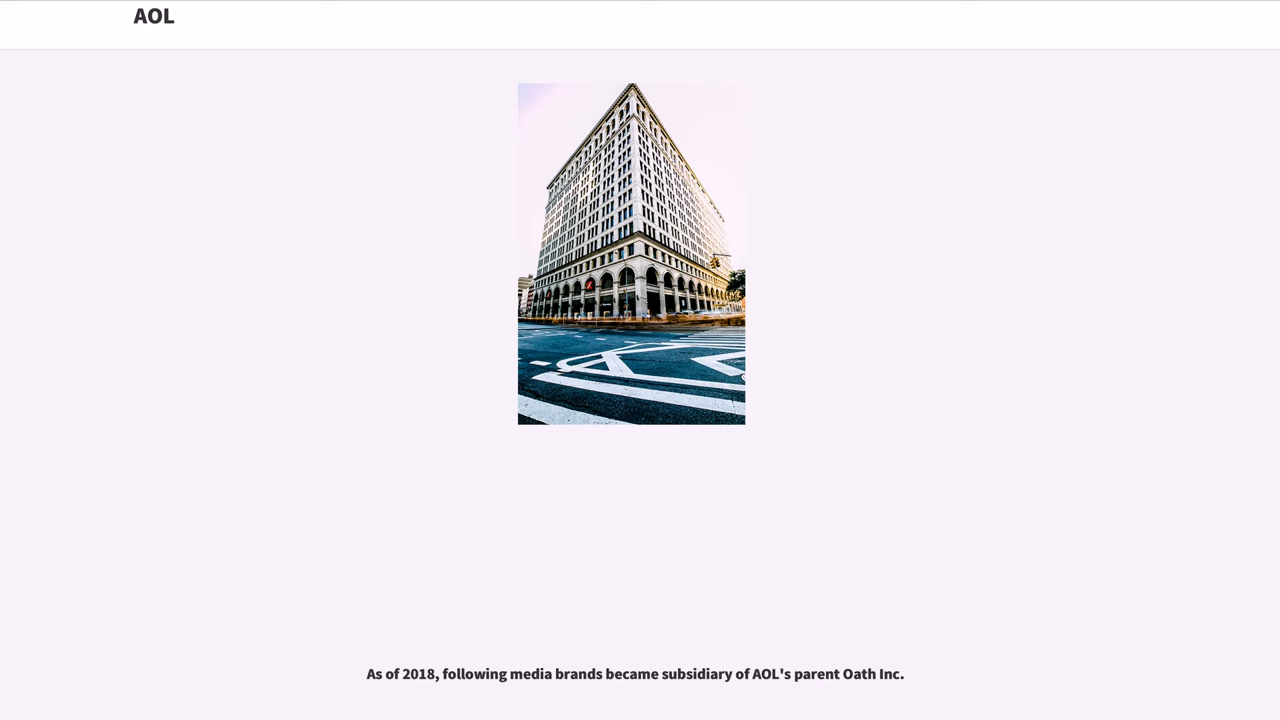 AOL
As of 2018, following media brands became subsidiary of AOL's parent Oath Inc.